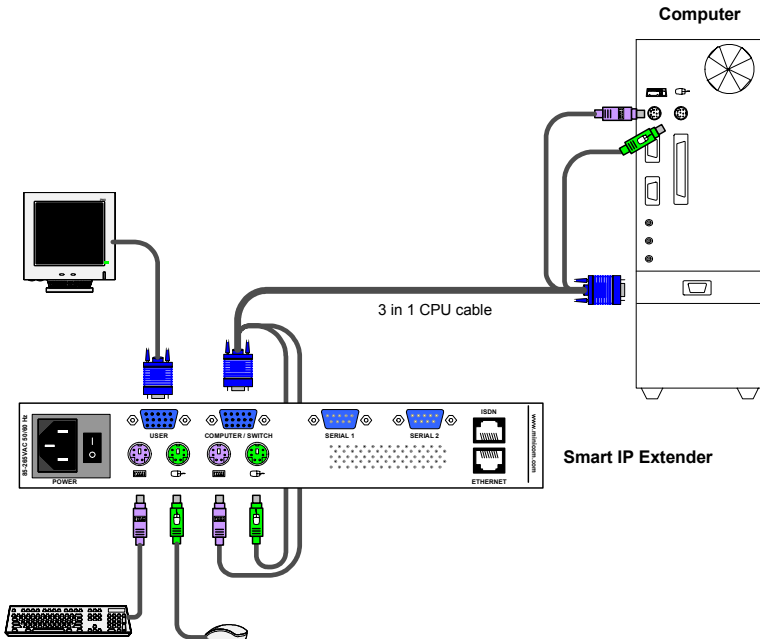 Computer
3 in 1 CPU cable
85-265VAC 50/60 Hz
POWER
USER
COMPUTER / SWITCH
SERIAL 1
SERIAL 2
ISDN
ETHERNET
www.minicom.com
Smart IP Extender